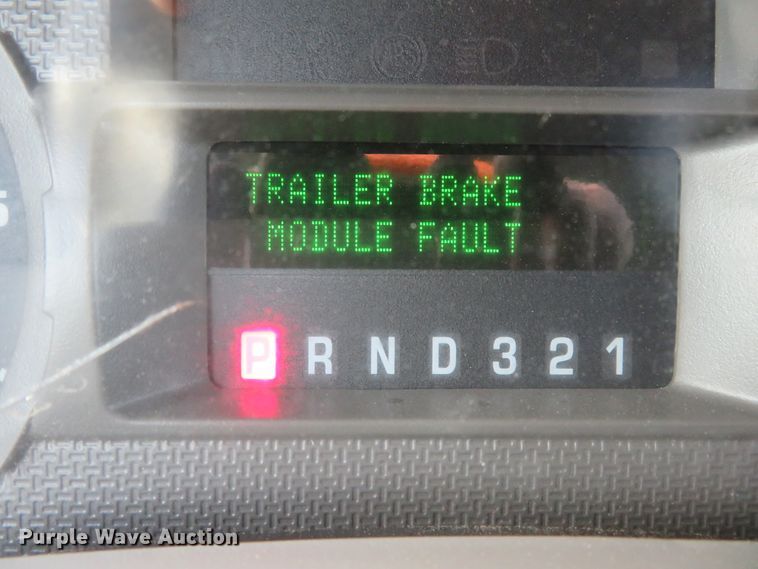 TRAILER BRAKE
MODULE FAULT
P R N D 3 2 1
Purple Wave Auction